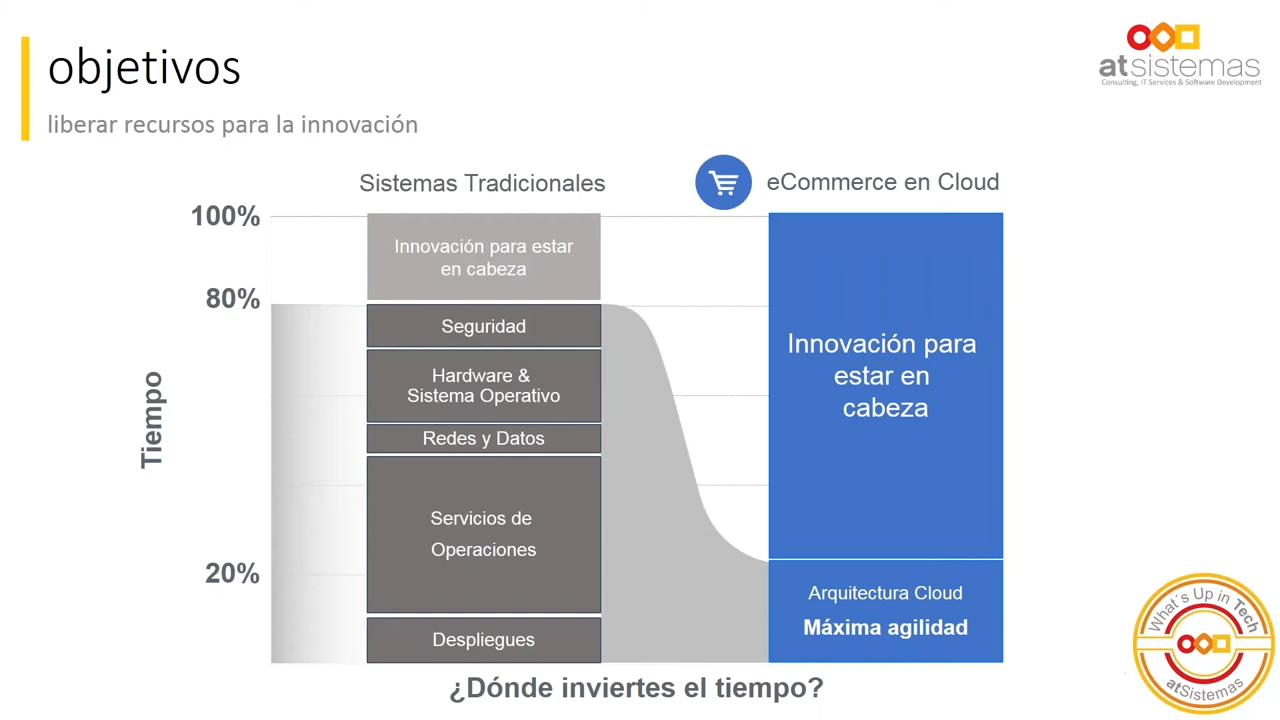 objetivos
liberar recursos para la innovación
atsistemas
Consulting, IT Services & Software Development
Sistemas Tradicionales
eCommerce en Cloud
100%
80%
20%
Tiempo
Innovación para estar
en cabeza
Seguridad
Hardware &
Sistema Operativo
Redes y Datos
Servicios de
Operaciones
Despliegues
Innovación para
estar en
cabeza
Arquitectura Cloud
Máxima agilidad
¿Dónde inviertes el tiempo?
What´s Up in Tech
atSistemas